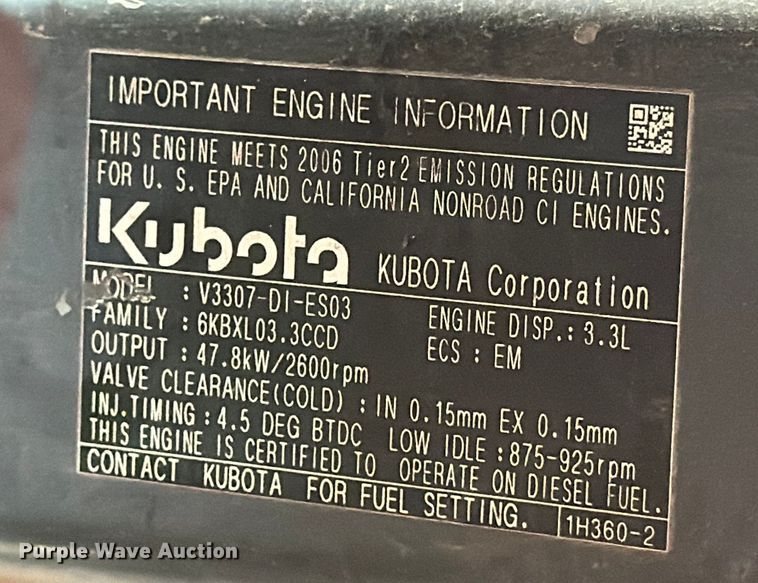 IMPORTANT ENGINE INFORMATION
THIS ENGINE MEETS 2006 Tier2 EMISSION REGULATIONS
FOR U. S. EPA AND CALIFORNIA NONROAD CI ENGINES.
Kubota KUBOTA Corporation
MODEL : V3307-DI-ES03 ENGINE DISP.: 3.3L
FAMILY : 6KBXL03.3CCD ECS : EM
OUTPUT : 47.8kW/2600rpm
VALVE CLEARANCE(COLD) : IN 0.15mm EX 0.15mm
INJ.TIMING : 4.5 DEG BTDC LOW IDLE : 875-925rpm
THIS ENGINE IS CERTIFIED TO OPERATE ON DIESEL FUEL.
CONTACT KUBOTA FOR FUEL SETTING. 1H360-2
Purple Wave Auction